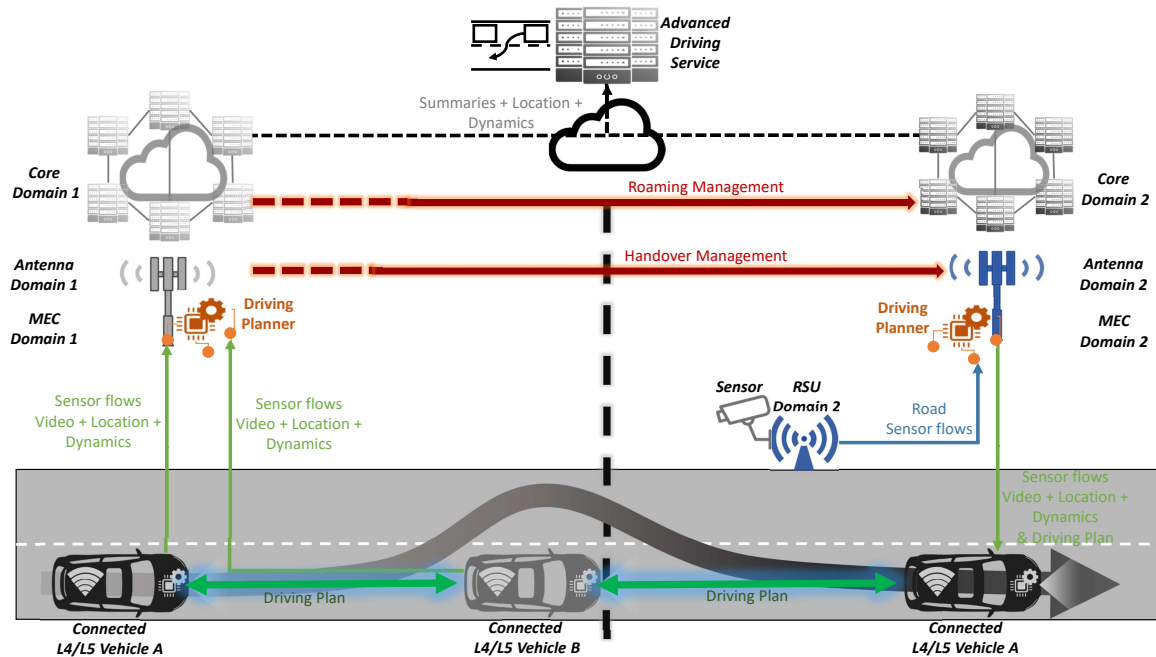 Advanced
Driving
Service
Summaries + Location +
Dynamics
Core
Domain 1
Roaming Management
Core
Domain 2
Antenna
Domain 1
Handover Management
Antenna
Domain 2
MEC
Domain 1
Driving
Planner
Driving
Planner
MEC
Domain 2
Sensor flows
Video + Location +
Dynamics
Sensor flows
Video + Location +
Dynamics
Sensor
RSU
Domain 2
Road
Sensor flows
Sensor flows
Video + Location +
Dynamics
& Driving Plan
Driving Plan
Driving Plan
Connected
L4/L5 Vehicle A
Connected
L4/L5 Vehicle B
Connected
L4/L5 Vehicle A